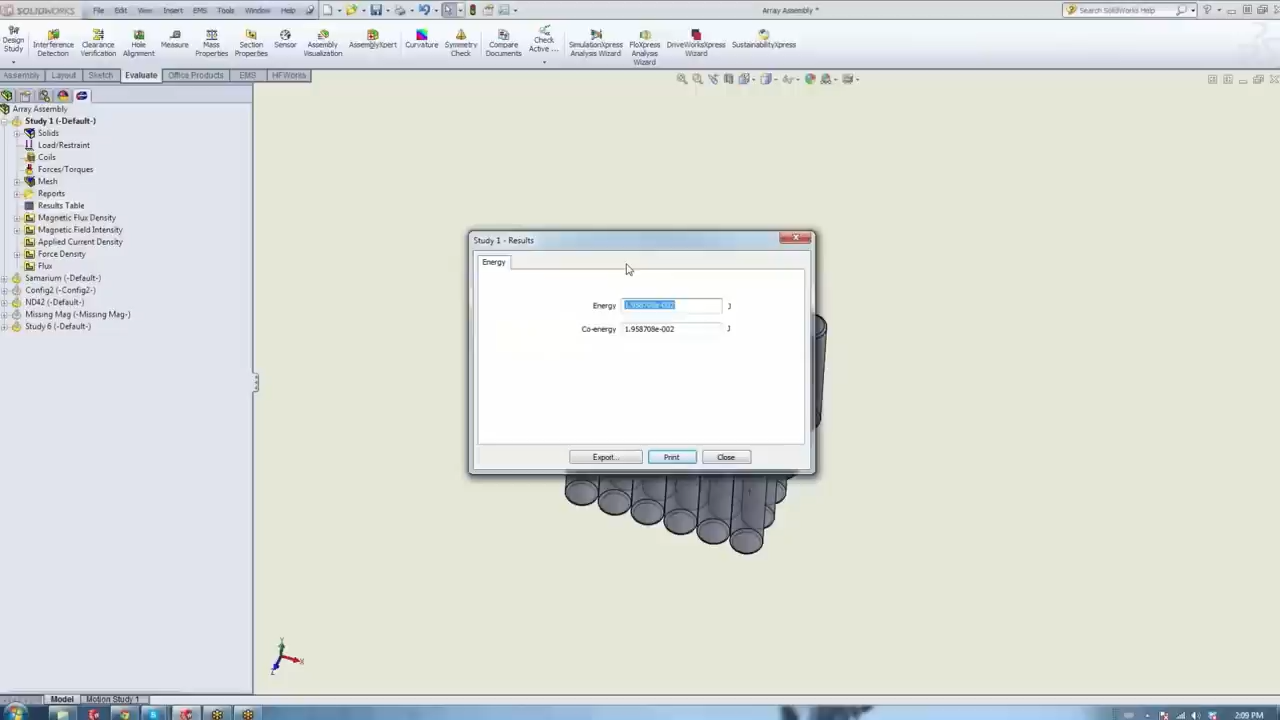 SOLIDWORKS File Edit View Insert EMS Tools Window Help Array Assembly * Search SolidWorks Help
Design Study Interference Detection Clearance Verification Hole Alignment Measure Mass Properties Section Properties Sensor Assembly Visualization AssemblyXpert Curvature Symmetry Check Compare Documents Check Active ... SimulationXpress Analysis Wizard FloXpress Analysis Wizard DriveWorksXpress Wizard SustainabilityXpress
Assembly Layout Sketch Evaluate Office Products EMS HFWorks
Array Assembly
Study 1 (-Default-)
Solids
Load/Restraint
Coils
Forces/Torques
Mesh
Reports
Results Table
Magnetic Flux Density
Magnetic Field Intensity
Applied Current Density
Force Density
Flux
Samarium (-Default-)
Config2 (-Config2-)
ND42 (-Default-)
Missing Mag (-Missing Mag-)
Study 6 (-Default-)
Study 1 - Results
Energy
Energy 1.958708e-002 J
Co-energy 1.958708e-002 J
Export... Print Close
Y
X
Z
Model Motion Study 1
2:09 PM